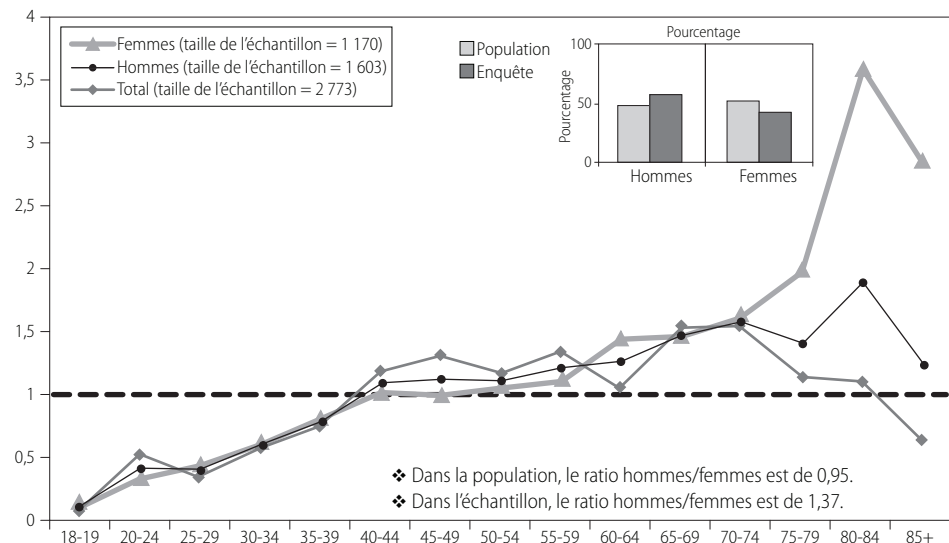 4
3,5
3
2,5
2
1,5
1
0,5
0
Femmes (taille de l'échantillon = 1 170)
Hommes (taille de l'échantillon = 1 603)
Total (taille de l'échantillon = 2 773)
Population
Enquête
Pourcentage
Pourcentage
100
50
0
Hommes Femmes
❖ Dans la population, le ratio hommes/femmes est de 0,95.
❖ Dans l'échantillon, le ratio hommes/femmes est de 1,37.
18-19 20-24 25-29 30-34 35-39 40-44 45-49 50-54 55-59 60-64 65-69 70-74 75-79 80-84 85+